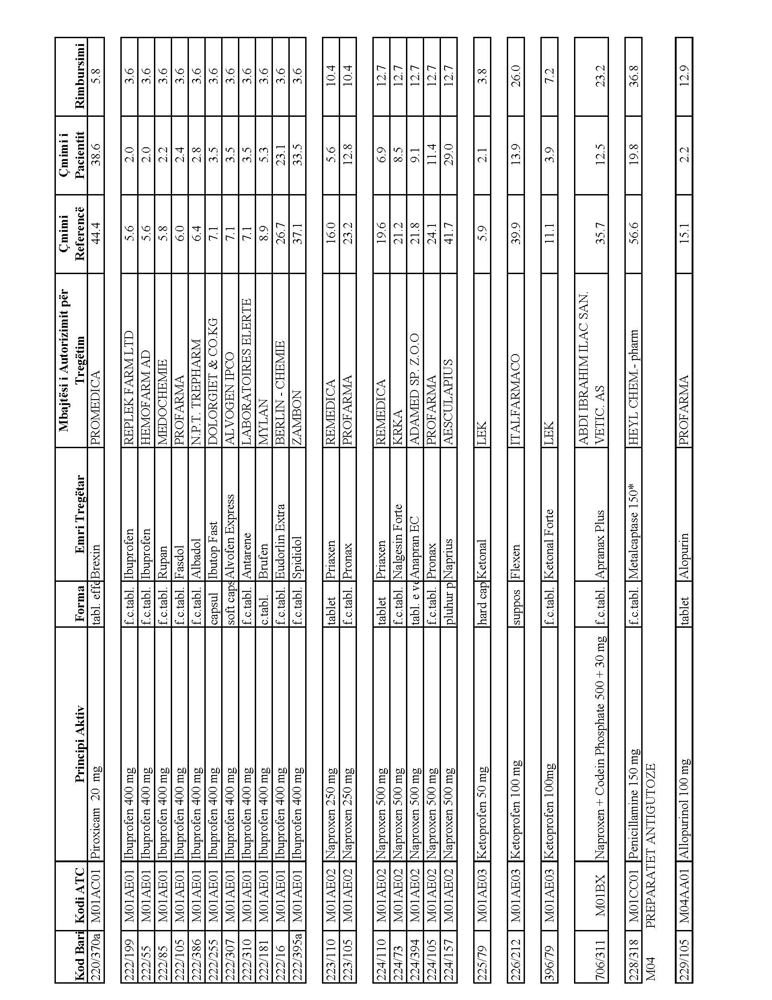 Kod Bari Kodi ATC Principi Aktiv Forma Emri Tregëtar Mbajtësi i Autorizimit për Tregëtim Çmimi Referencë Çmimi i Pacientit Rimbursimi
220/370a M01AC01 Piroxicam 20 mg tabl. effe Brexin PROMEDICA 44.4 38.6 5.8
222/199 M01AE01 Ibuprofen 400 mg f.c.tabl. Ibuprofen REPLEK FARM LTD 5.6 2.0 3.6
222/55 M01AE01 Ibuprofen 400 mg f.c.tabl. Ibuprofen HEMOFARM AD 5.6 2.0 3.6
222/85 M01AE01 Ibuprofen 400 mg f.c.tabl. Rupan MEDOCHEMIE 5.8 2.2 3.6
222/105 M01AE01 Ibuprofen 400 mg f.c.tabl. Fasdol PROFARMA 6.0 2.4 3.6
222/386 M01AE01 Ibuprofen 400 mg f.c.tabl. Albadol N.P.T. TREPHARM 6.4 2.8 3.6
222/255 M01AE01 Ibuprofen 400 mg capsul Ibutop Fast DOLORGIET & CO.KG 7.1 3.5 3.6
222/307 M01AE01 Ibuprofen 400 mg soft caps Alvofen Express ALVOGEN IPCO 7.1 3.5 3.6
222/310 M01AE01 Ibuprofen 400 mg f.c.tabl. Antarene LABORATOIRES ELERTE 7.1 3.5 3.6
222/181 M01AE01 Ibuprofen 400 mg c.tabl. Brufen MYLAN 8.9 5.3 3.6
222/16 M01AE01 Ibuprofen 400 mg f.c.tabl. Eudorlin Extra BERLIN - CHEMIE 26.7 23.1 3.6
222/395a M01AE01 Ibuprofen 400 mg f.c.tabl. Spididol ZAMBON 37.1 33.5 3.6
223/110 M01AE02 Naproxen 250 mg tablet Priaxen REMEDICA 16.0 5.6 10.4
223/105 M01AE02 Naproxen 250 mg f.c.tabl. Pronax PROFARMA 23.2 12.8 10.4
224/110 M01AE02 Naproxen 500 mg tablet Priaxen REMEDICA 19.6 6.9 12.7
224/73 M01AE02 Naproxen 500 mg f.c.tabl. Nalgesin Forte KRKA 21.2 8.5 12.7
224/394 M01AE02 Naproxen 500 mg tabl. e ve Anapran EC ADAMED SP. Z.O.O 21.8 9.1 12.7
224/105 M01AE02 Naproxen 500 mg f.c.tabl. Pronax PROFARMA 24.1 11.4 12.7
224/157 M01AE02 Naproxen 500 mg pluhur p Naprius AESCULAPIUS 41.7 29.0 12.7
225/79 M01AE03 Ketoprofen 50 mg hard cap Ketonal LEK 5.9 2.1 3.8
226/212 M01AE03 Ketoprofen 100 mg suppos Flexen ITALFARMACO 39.9 13.9 26.0
396/79 M01AE03 Ketoprofen 100mg f.c.tabl. Ketonal Forte LEK 11.1 3.9 7.2
706/311 M01BX Naproxen + Codein Phosphate 500 + 30 mg f.c.tabl. Apranax Plus ABDI IBRAHIM ILAC SAN. VETIC. AS 35.7 12.5 23.2
228/318 M01CC01 Penicillamine 150 mg f.c.tabl. Metalcaptase 150* HEYL CHEM.- pharm 56.6 19.8 36.8
M04 PREPARATET ANTIGUTOZE
229/105 M04AA01 Allopurinol 100 mg tablet Alopurin PROFARMA 15.1 2.2 12.9